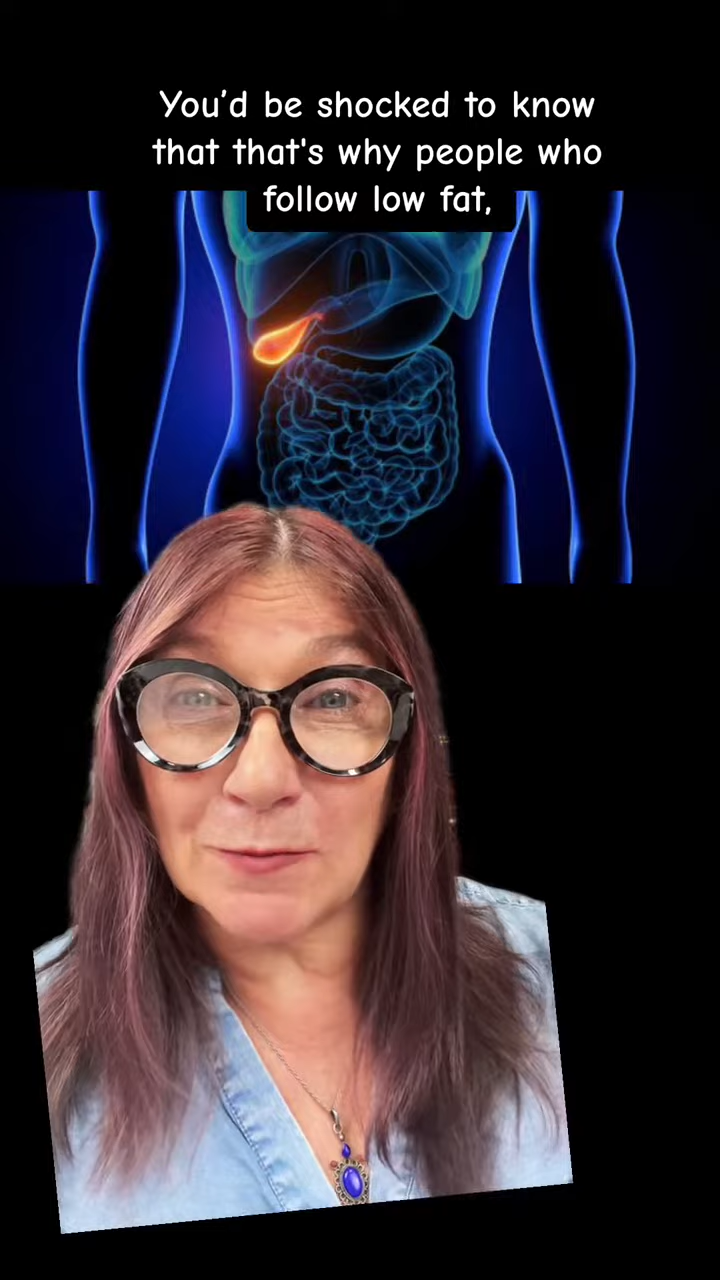 You’d be shocked to know
that that's why people who
follow low fat,